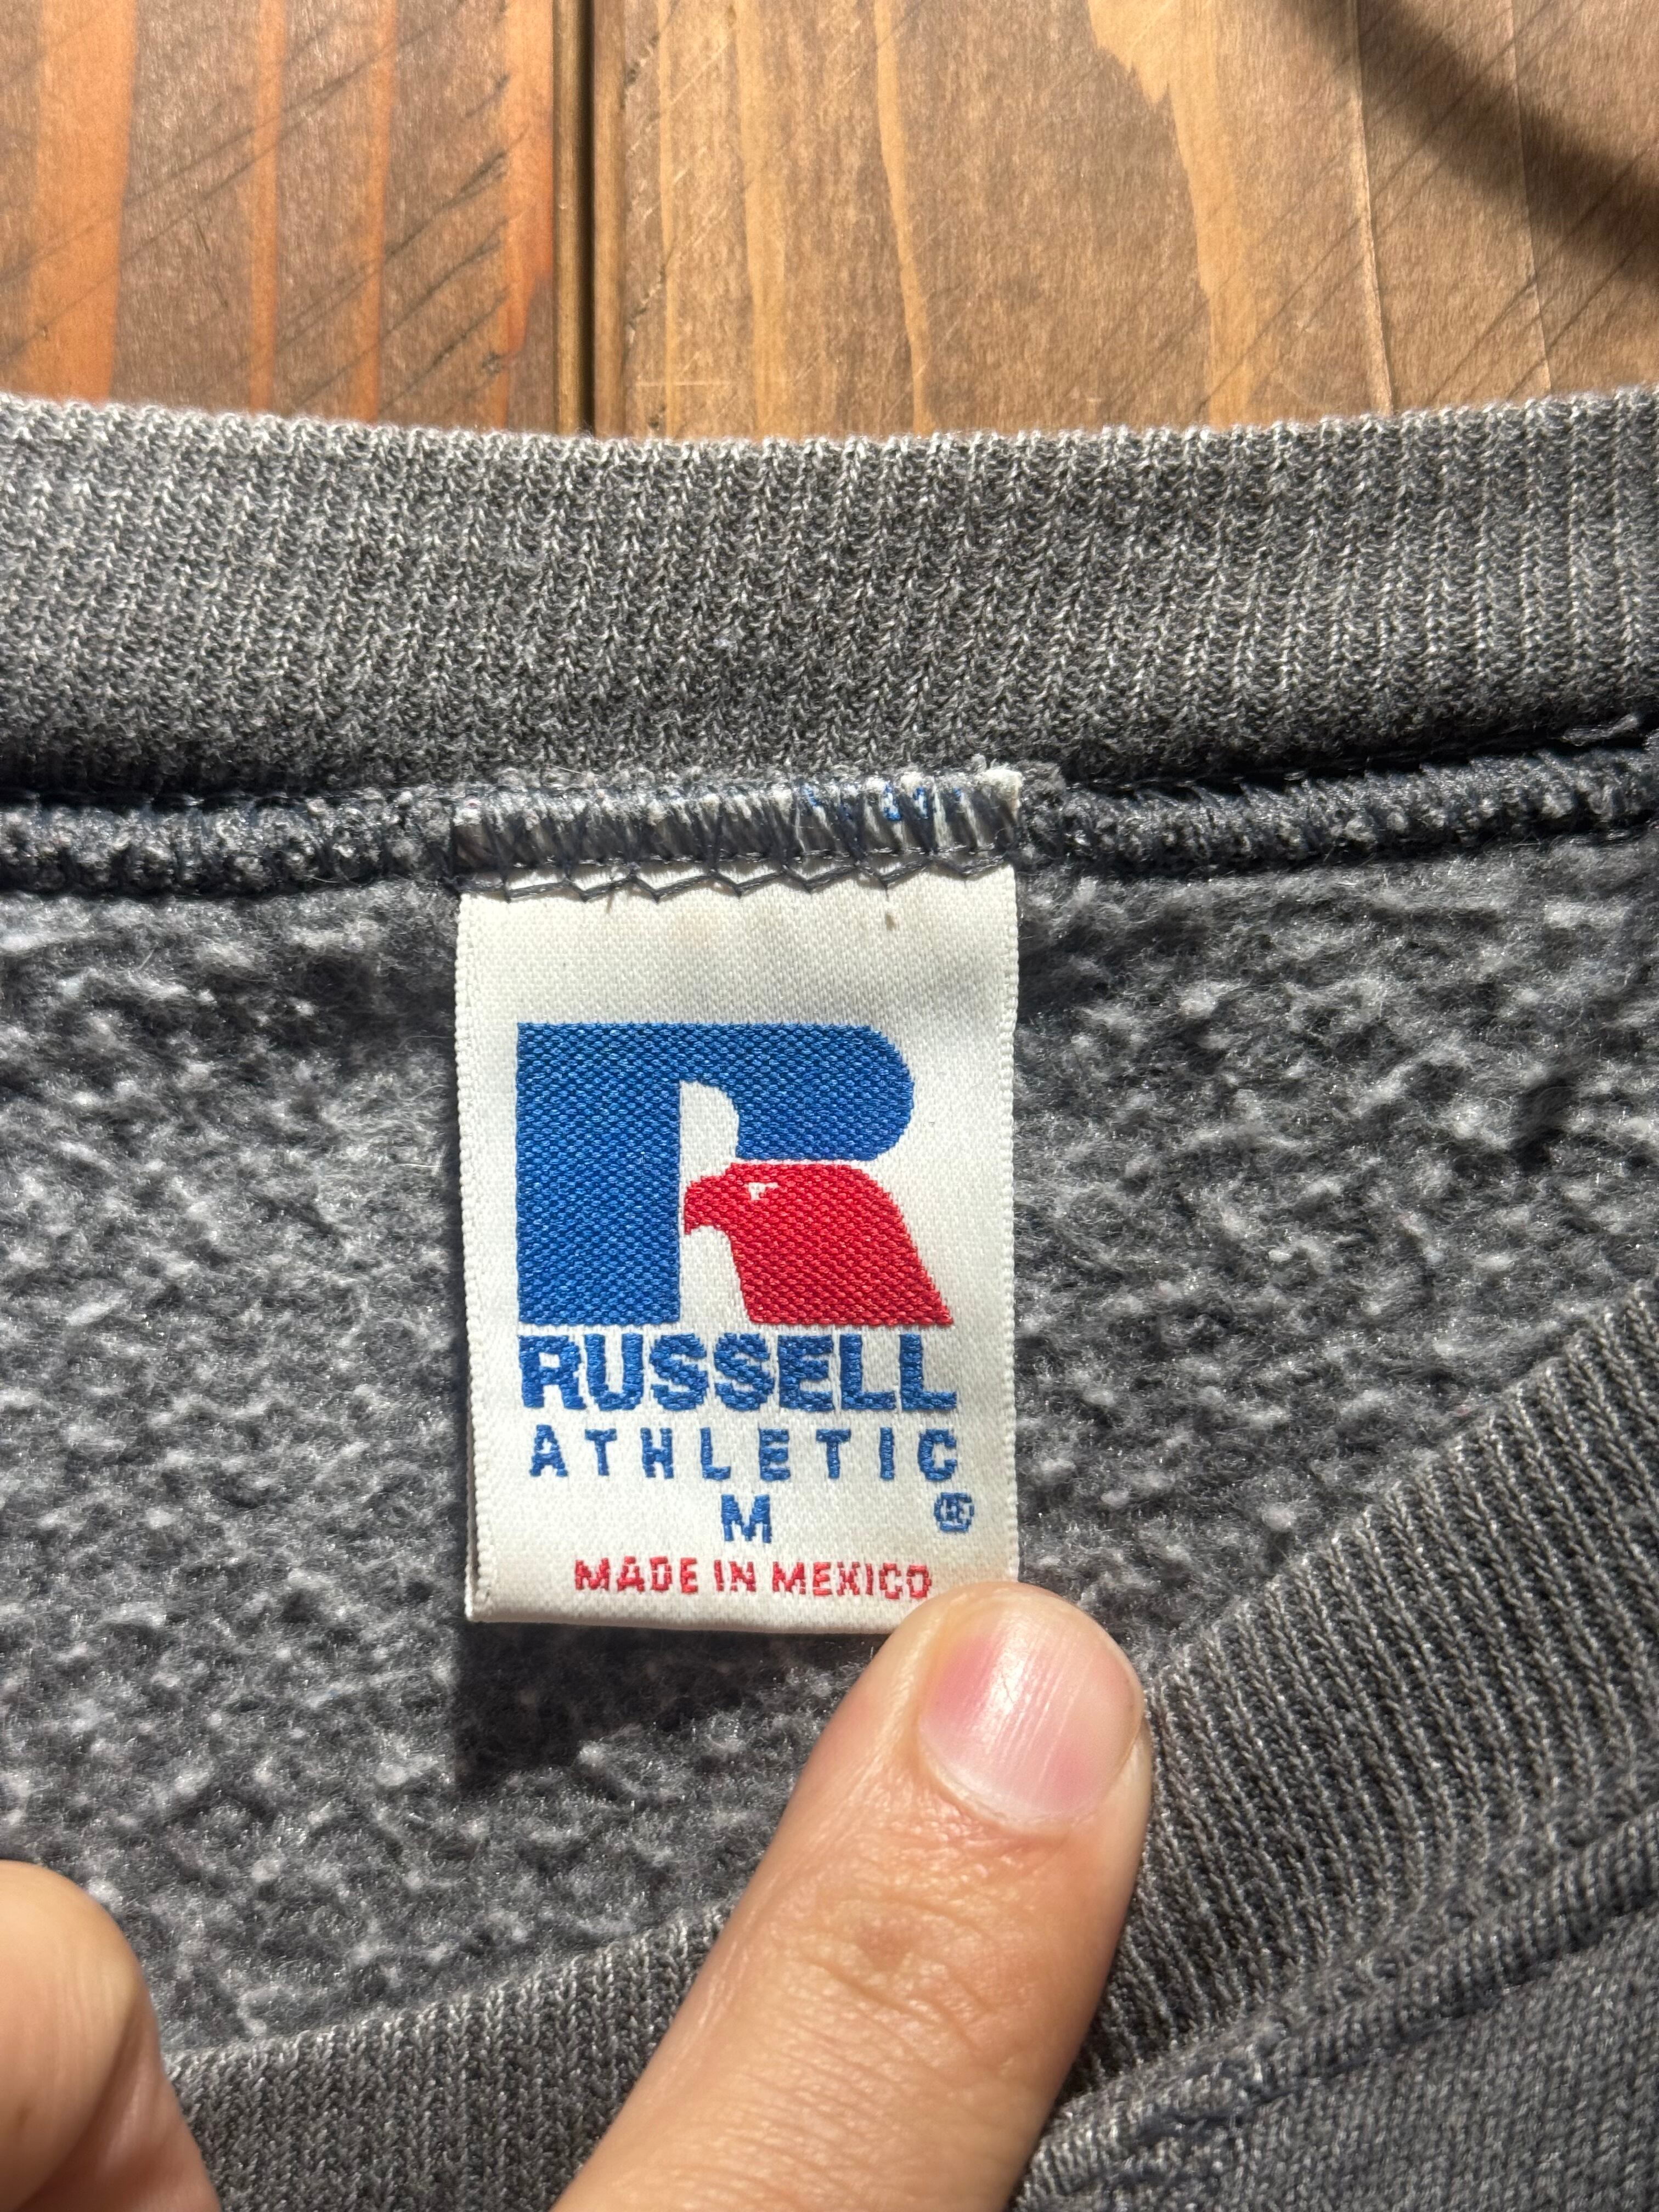 RUSSELL
ATHLETIC
M ®
MADE IN MEXICO